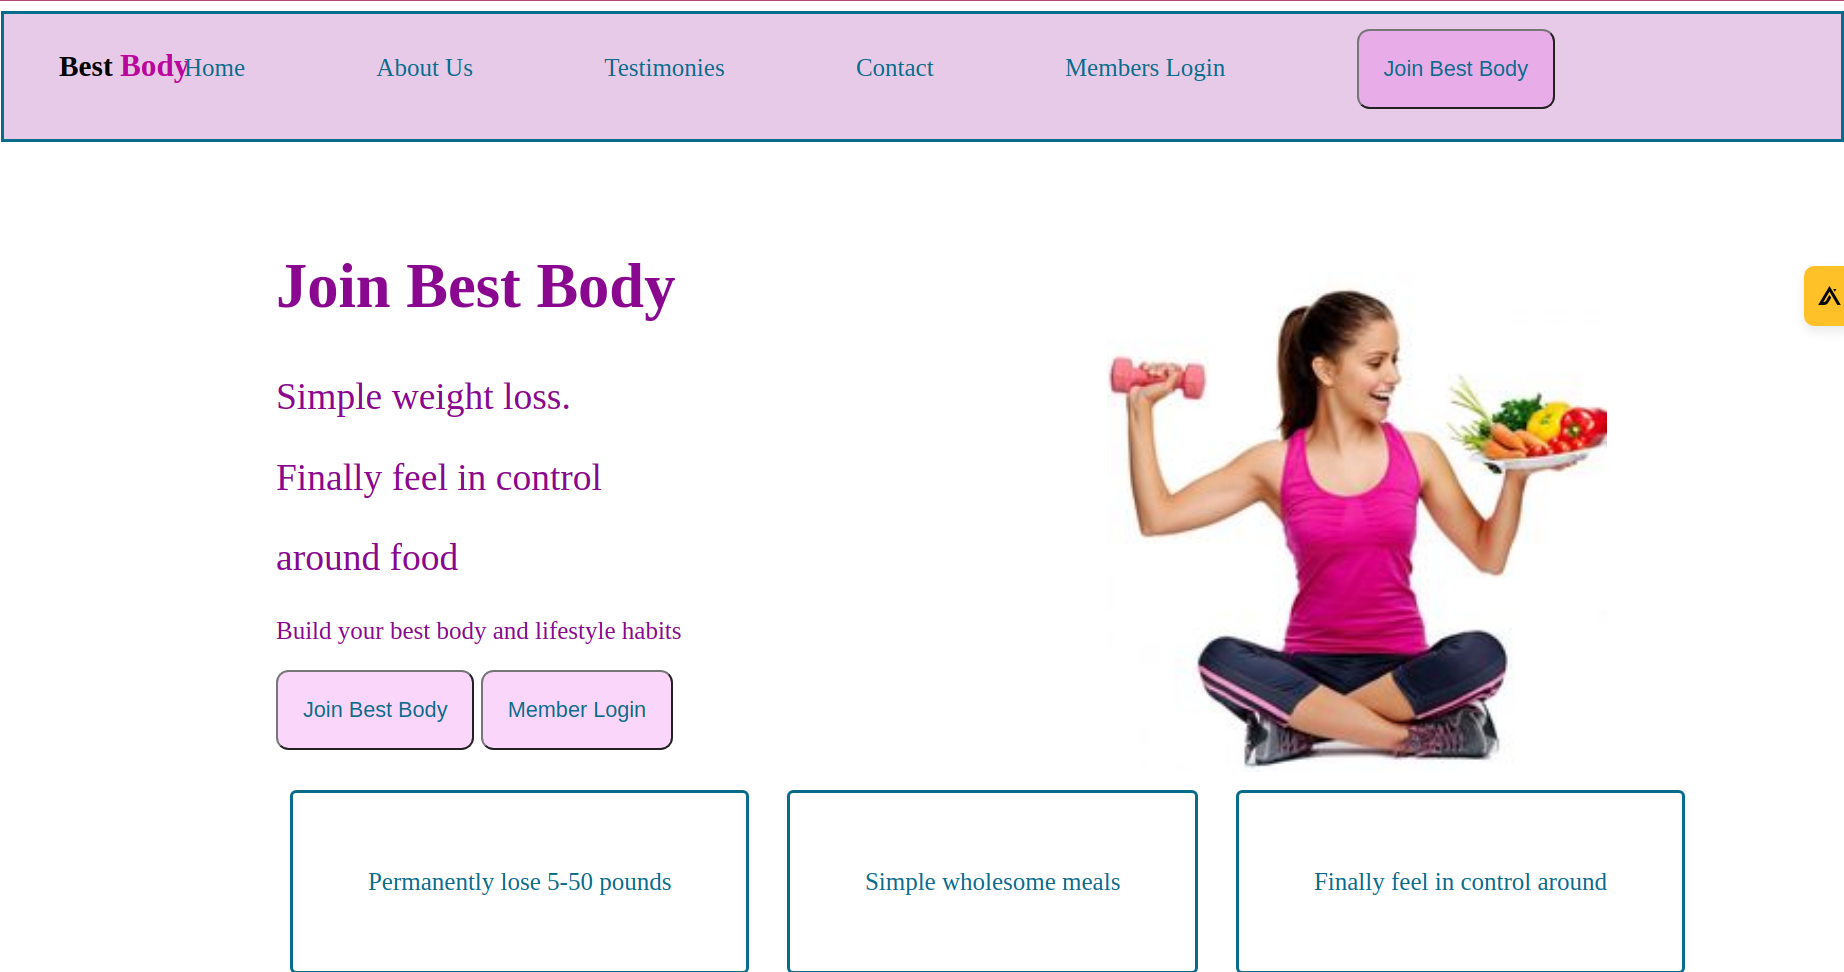 Best Body Home About Us Testimonies Contact Members Login Join Best Body
Join Best Body
Simple weight loss.
Finally feel in control
around food
Build your best body and lifestyle habits
Join Best Body Member Login
Permanently lose 5-50 pounds Simple wholesome meals Finally feel in control around